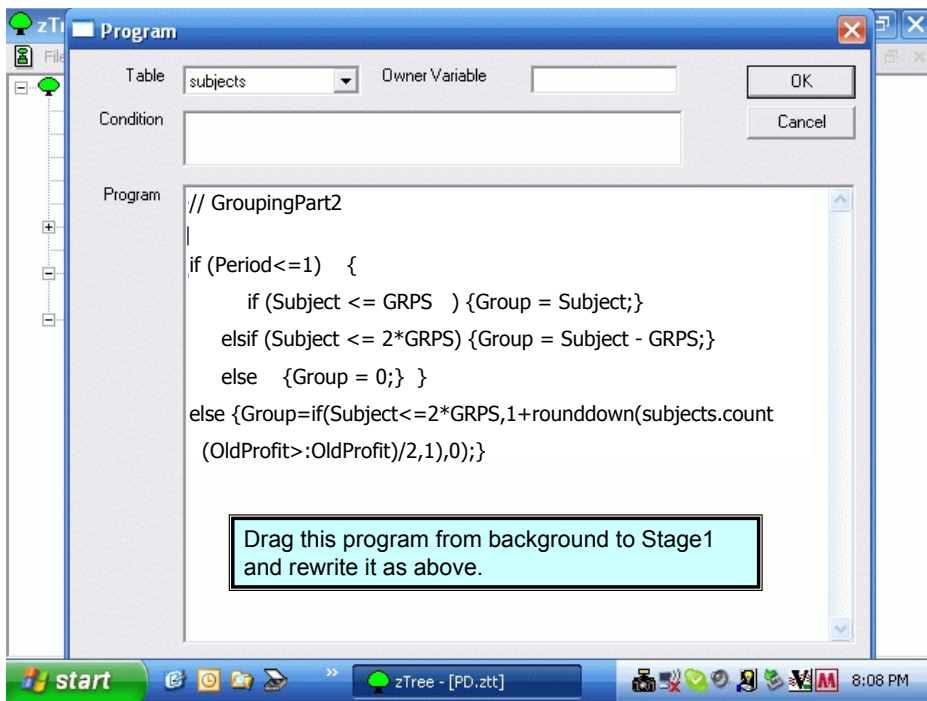 zTr
Program
File
Table
subjects
Owner Variable
OK
Condition
Cancel
Program
// GroupingPart2
if (Period<=1) {
if (Subject <= GRPS ) {Group = Subject;}
elsif (Subject <= 2*GRPS) {Group = Subject - GRPS;}
else {Group = 0;} }
else {Group=if(Subject<=2*GRPS,1+rounddown(subjects.count
(OldProfit>:OldProfit)/2,1),0);}
Drag this program from background to Stage1
and rewrite it as above.
start
zTree - [PD.ztt]
8:08 PM